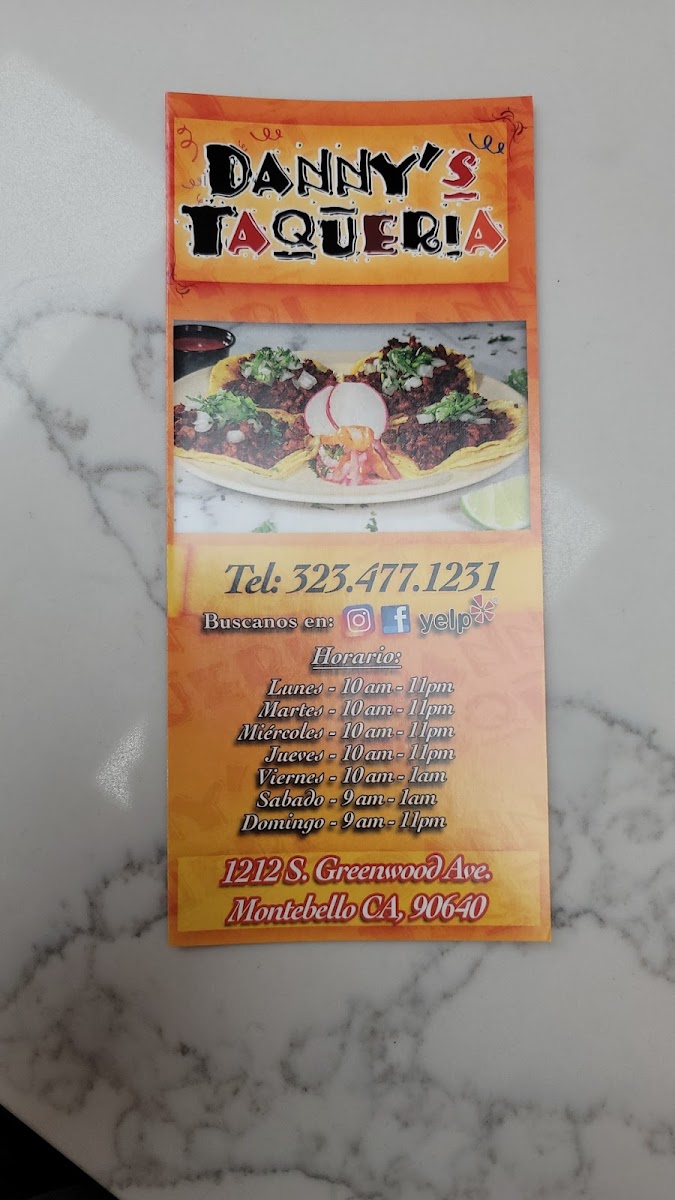 DANNY'S
TAQUERIA
Tel: 323.477.1231
Buscanos en: yelp
Horario:
Lunes - 10 am - 11pm
Martes - 10 am - 11pm
Miércoles - 10 am - 11pm
Jueves - 10 am - 11pm
Viernes - 10 am - 1am
Sabado - 9 am - 1am
Domingo - 9 am - 11pm
1212 S. Greenwood Ave.
Montebello CA, 90640